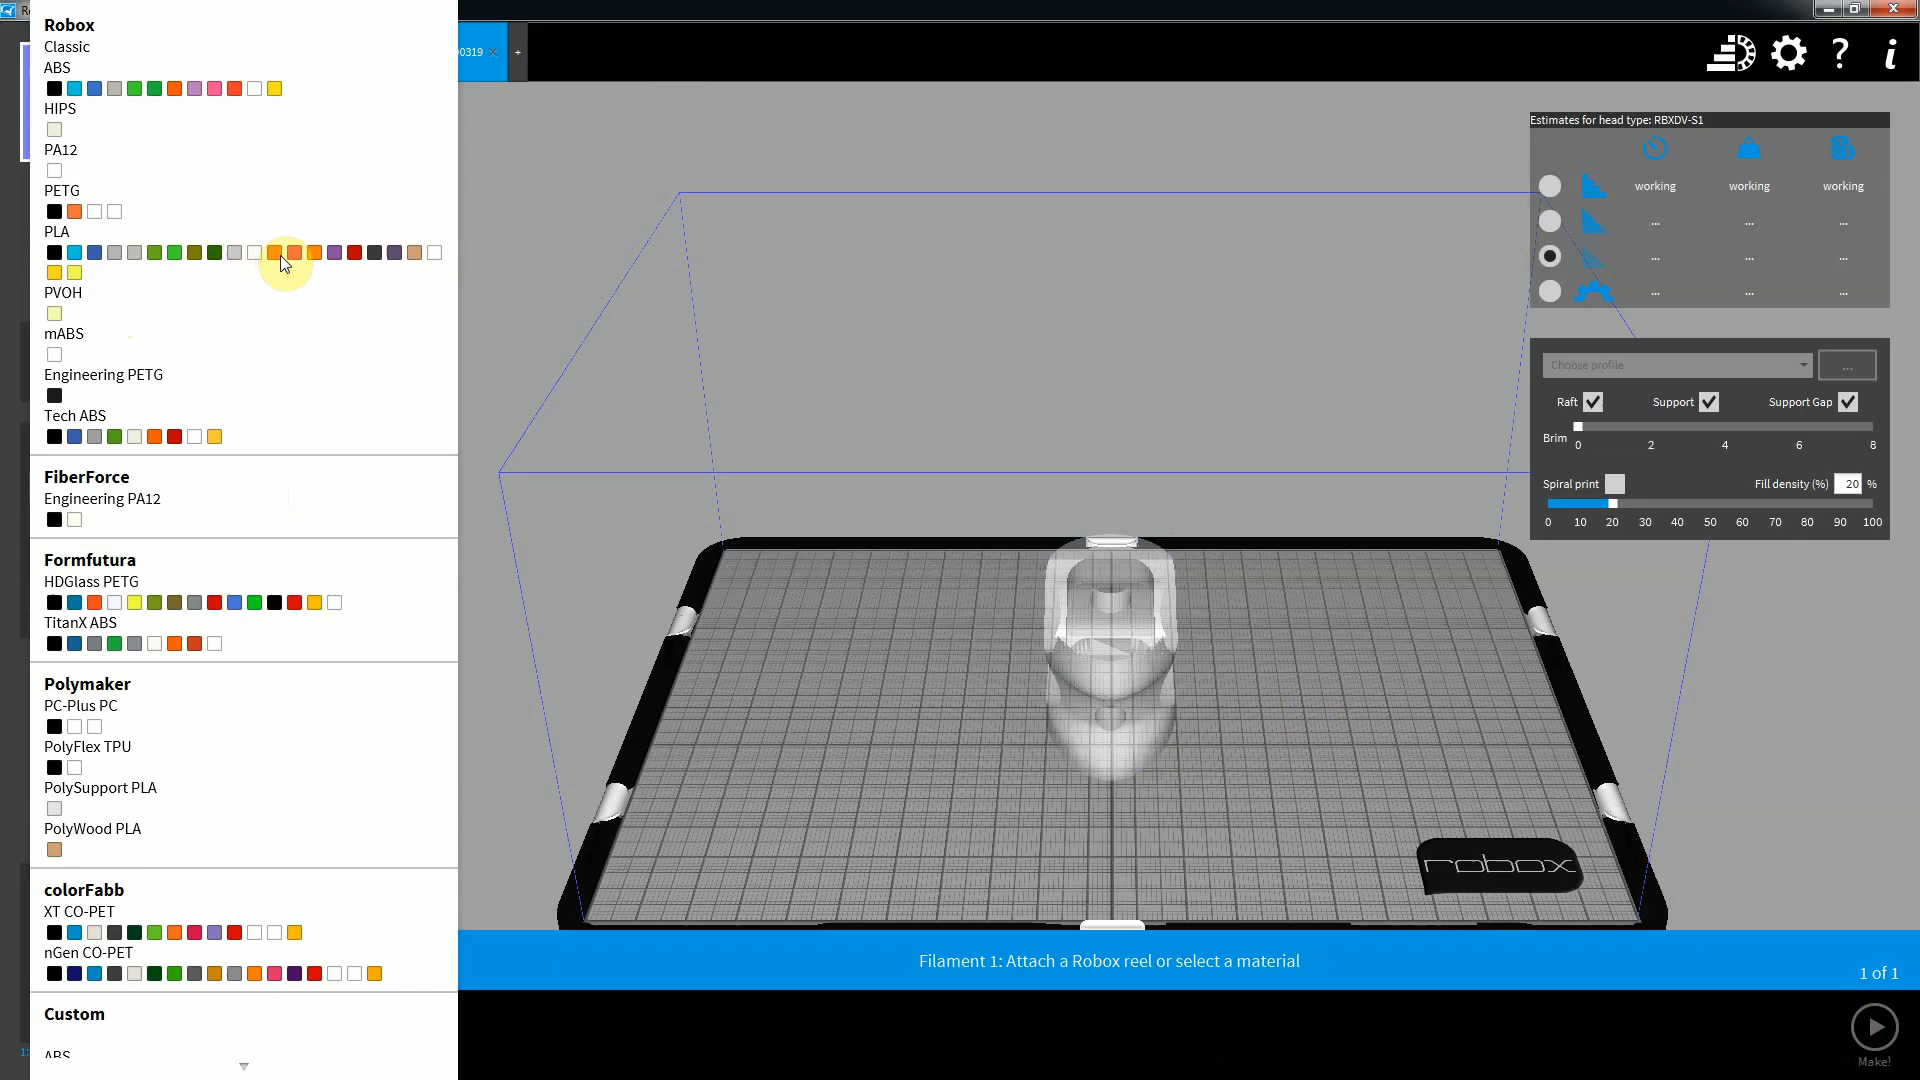 Robox
Classic
ABS
HIPS
PA12
PETG
PLA
PVOH
mABS
Engineering PETG
Tech ABS
FiberForce
Engineering PA12
Formfutura
HDGlass PETG
TitanX ABS
Polymaker
PC-Plus PC
PolyFlex TPU
PolySupport PLA
PolyWood PLA
colorFabb
XT CO-PET
nGen CO-PET
Custom
ABS
+
? i
Estimates for head type: RBXDV-S1
working working working
... ... ...
... ... ...
... ... ...
Choose profile ...
Raft Support Support Gap
Brim 0 2 4 6 8
Spiral print Fill density (%) 20 %
0 10 20 30 40 50 60 70 80 90 100
robox
Filament 1: Attach a Robox reel or select a material
1 of 1
Make!